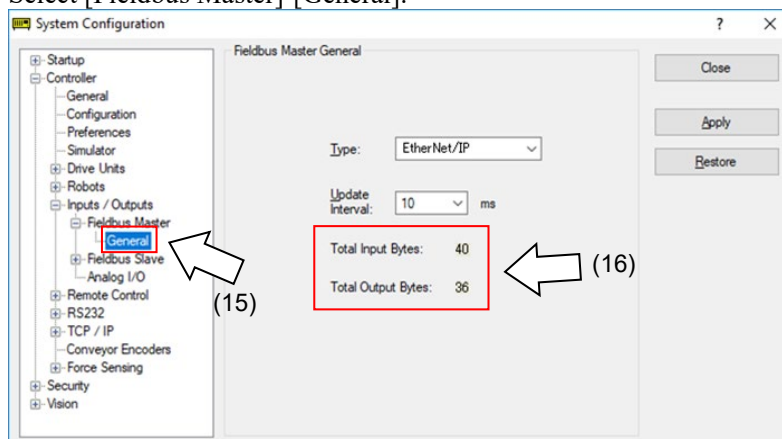 Select [Fieldbus Master]-[General].
System Configuration
?
X
Startup
Controller
General
Configuration
Preferences
Simulator
Drive Units
Robots
Inputs / Outputs
Fieldbus Master
General
Fieldbus Slave
Analog I/O
Remote Control
RS232
TCP / IP
Conveyor Encoders
Force Sensing
Security
Vision
(15)
Fieldbus Master General
Type: EtherNet/IP
Update
Interval: 10 ms
Total Input Bytes: 40
Total Output Bytes: 36
(16)
Close
Apply
Restore